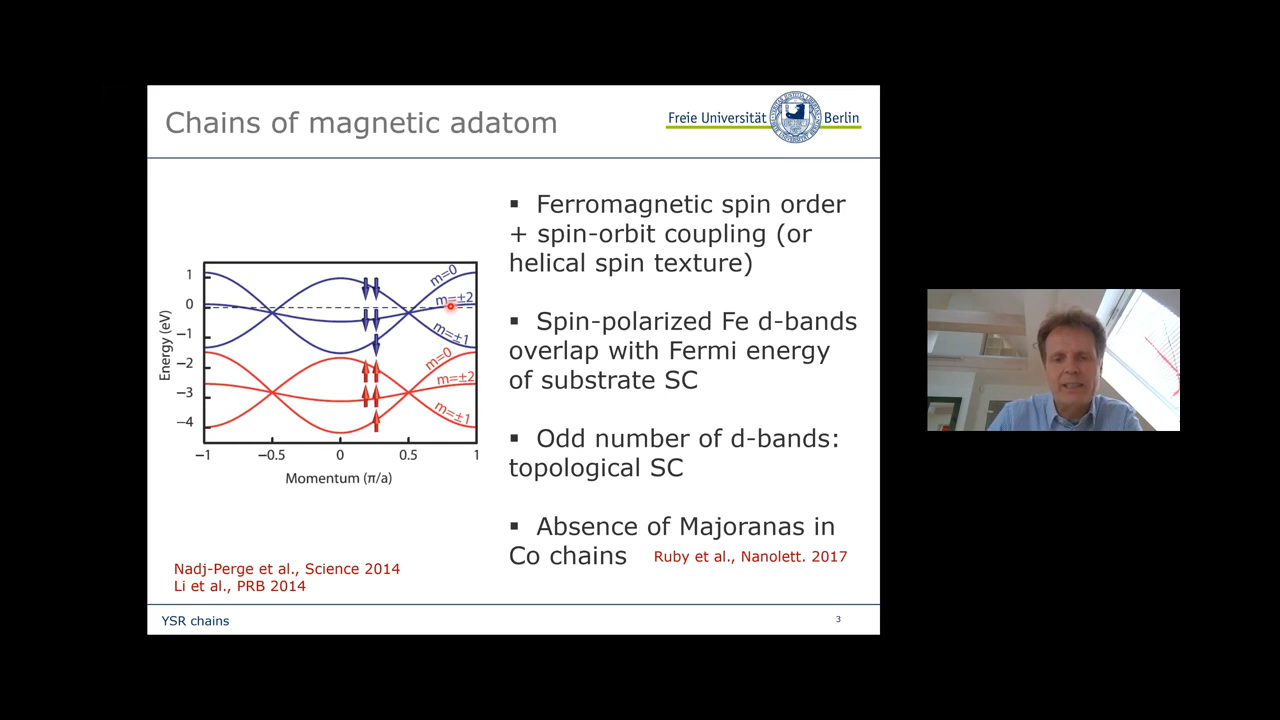 Chains of magnetic adatom
Freie Universität Berlin
▪ Ferromagnetic spin order
+ spin-orbit coupling (or
helical spin texture)
▪ Spin-polarized Fe d-bands
overlap with Fermi energy
of substrate SC
▪ Odd number of d-bands:
topological SC
▪ Absence of Majoranas in
Co chains Ruby et al., Nanolett. 2017
Energy (eV)
1
0
−1
−2
−3
−4
m=0
m=±2
m=±1
m=0
m=±2
m=±1
−1 −0.5 0 0.5 1
Momentum (π/a)
Nadj-Perge et al., Science 2014
Li et al., PRB 2014
YSR chains
3